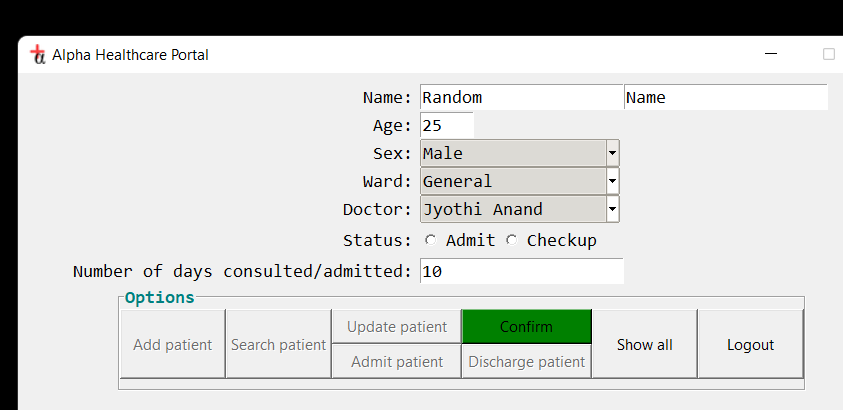 Alpha Healthcare Portal
Name: Random Name
Age: 25
Sex: Male
Ward: General
Doctor: Jyothi Anand
Status: Admit Checkup
Number of days consulted/admitted: 10
Options
Add patient Search patient Update patient Confirm Show all Logout
Admit patient Discharge patient